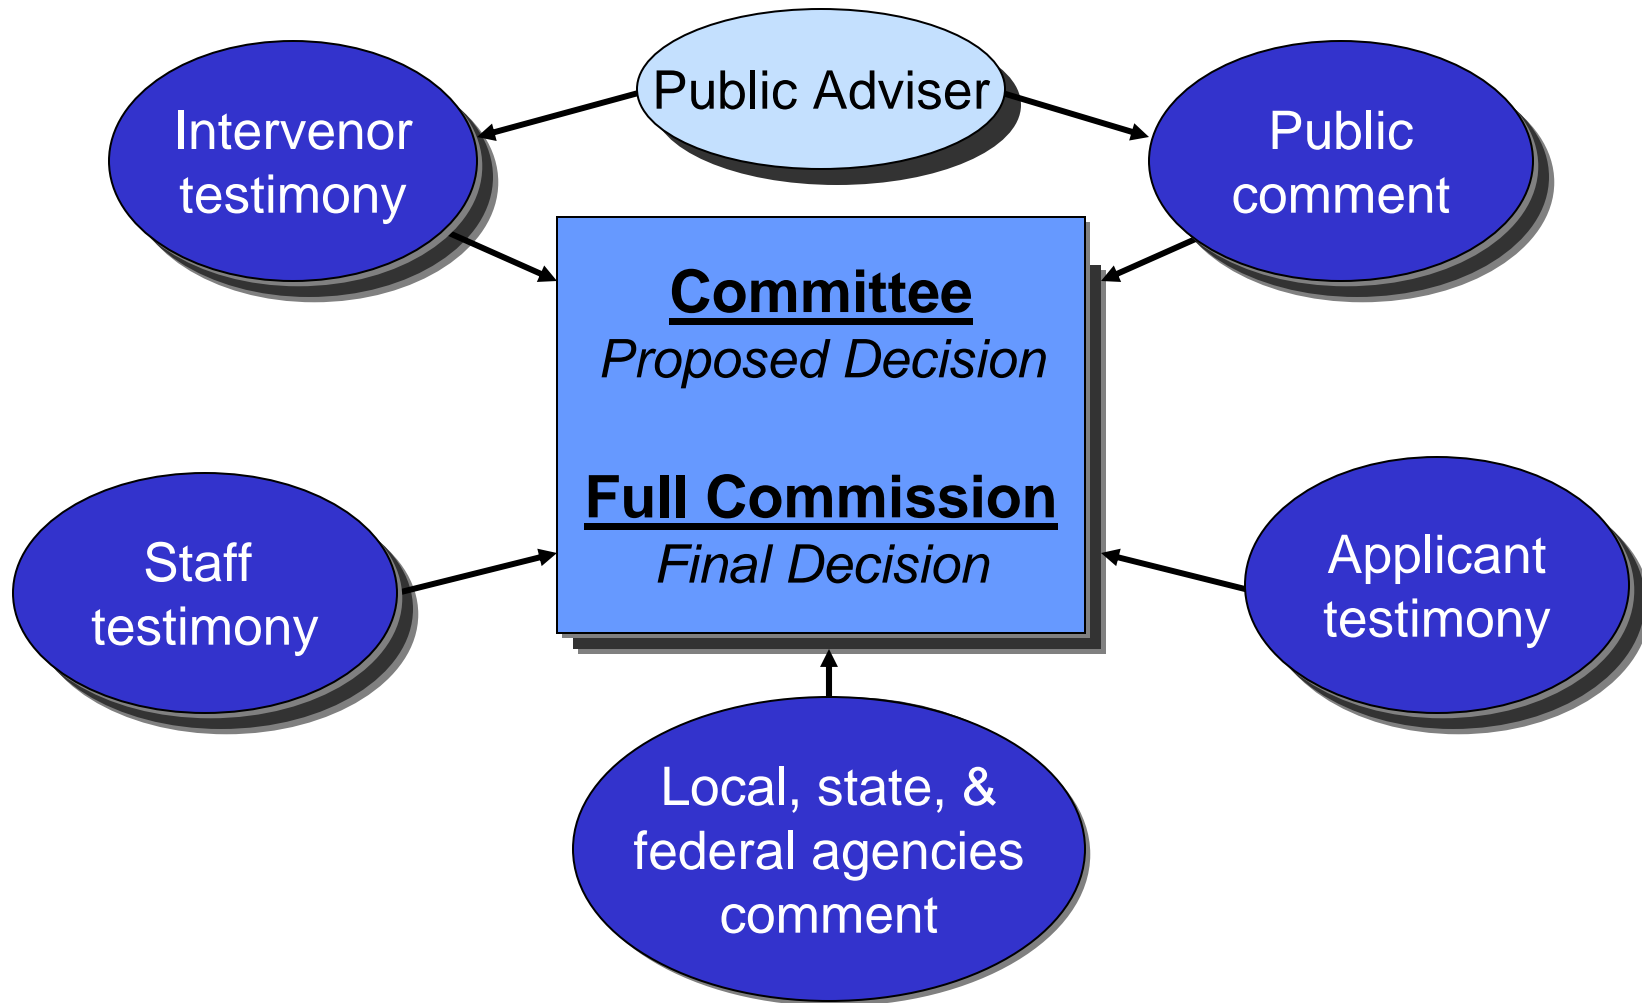 Public Adviser
Intervenor
testimony
Public
comment
Committee
Proposed Decision
Full Commission
Final Decision
Staff
testimony
Applicant
testimony
Local, state, &
federal agencies
comment